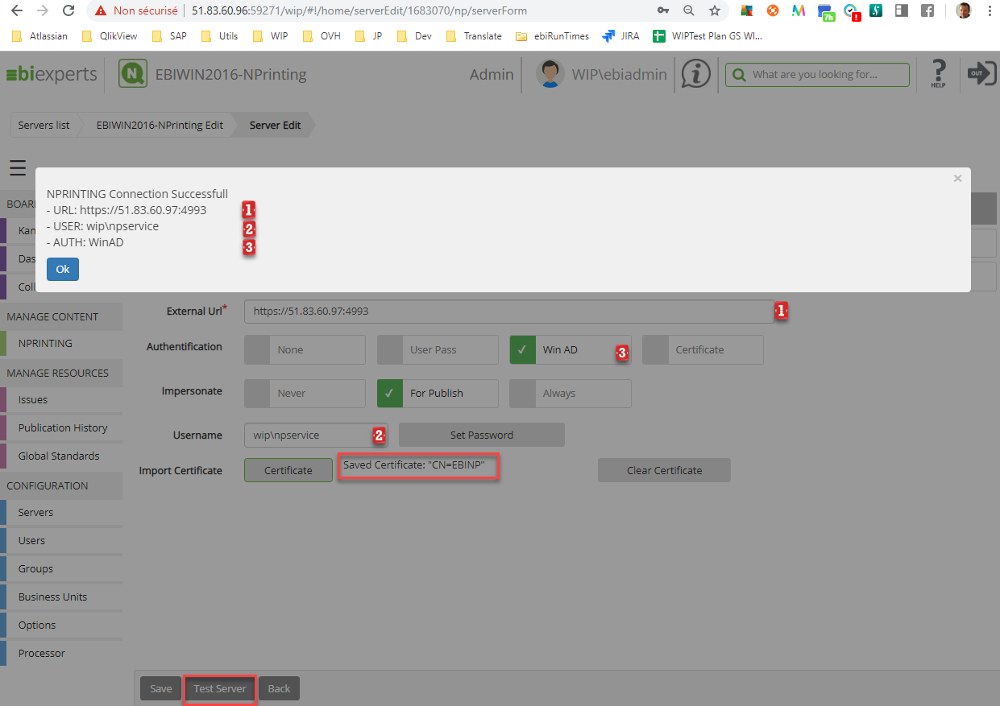 Non sécurisé | 51.83.60.96:59271/wip/#!/home/serverEdit/1683070/np/serverForm
7h
Atlassian QlikView SAP Utils WIP OVH JP Dev Translate ebiRunTimes JIRA WIPTest Plan GS WI...
biexperts N EBIWIN2016-NPrinting Admin WIP\ebiadmin What are you looking for... HELP OUT
Servers list EBIWIN2016-NPrinting Edit Server Edit
NPRINTING Connection Successfull
- URL: https://51.83.60.97:4993 1
- USER: wip\npservice 2
- AUTH: WinAD 3
Ok
×
BOAR
Kan
Das
Coll
MANAGE CONTENT
NPRINTING
MANAGE RESOURCES
Issues
Publication History
Global Standards
CONFIGURATION
Servers
Users
Groups
Business Units
Options
Processor
External Url* https://51.83.60.97:4993 1
Authentification None User Pass Win AD 3 Certificate
Impersonate Never For Publish Always
Username wip\npservice 2 Set Password
Import Certificate Certificate Saved Certificate: "CN=EBINP" Clear Certificate
Save Test Server Back